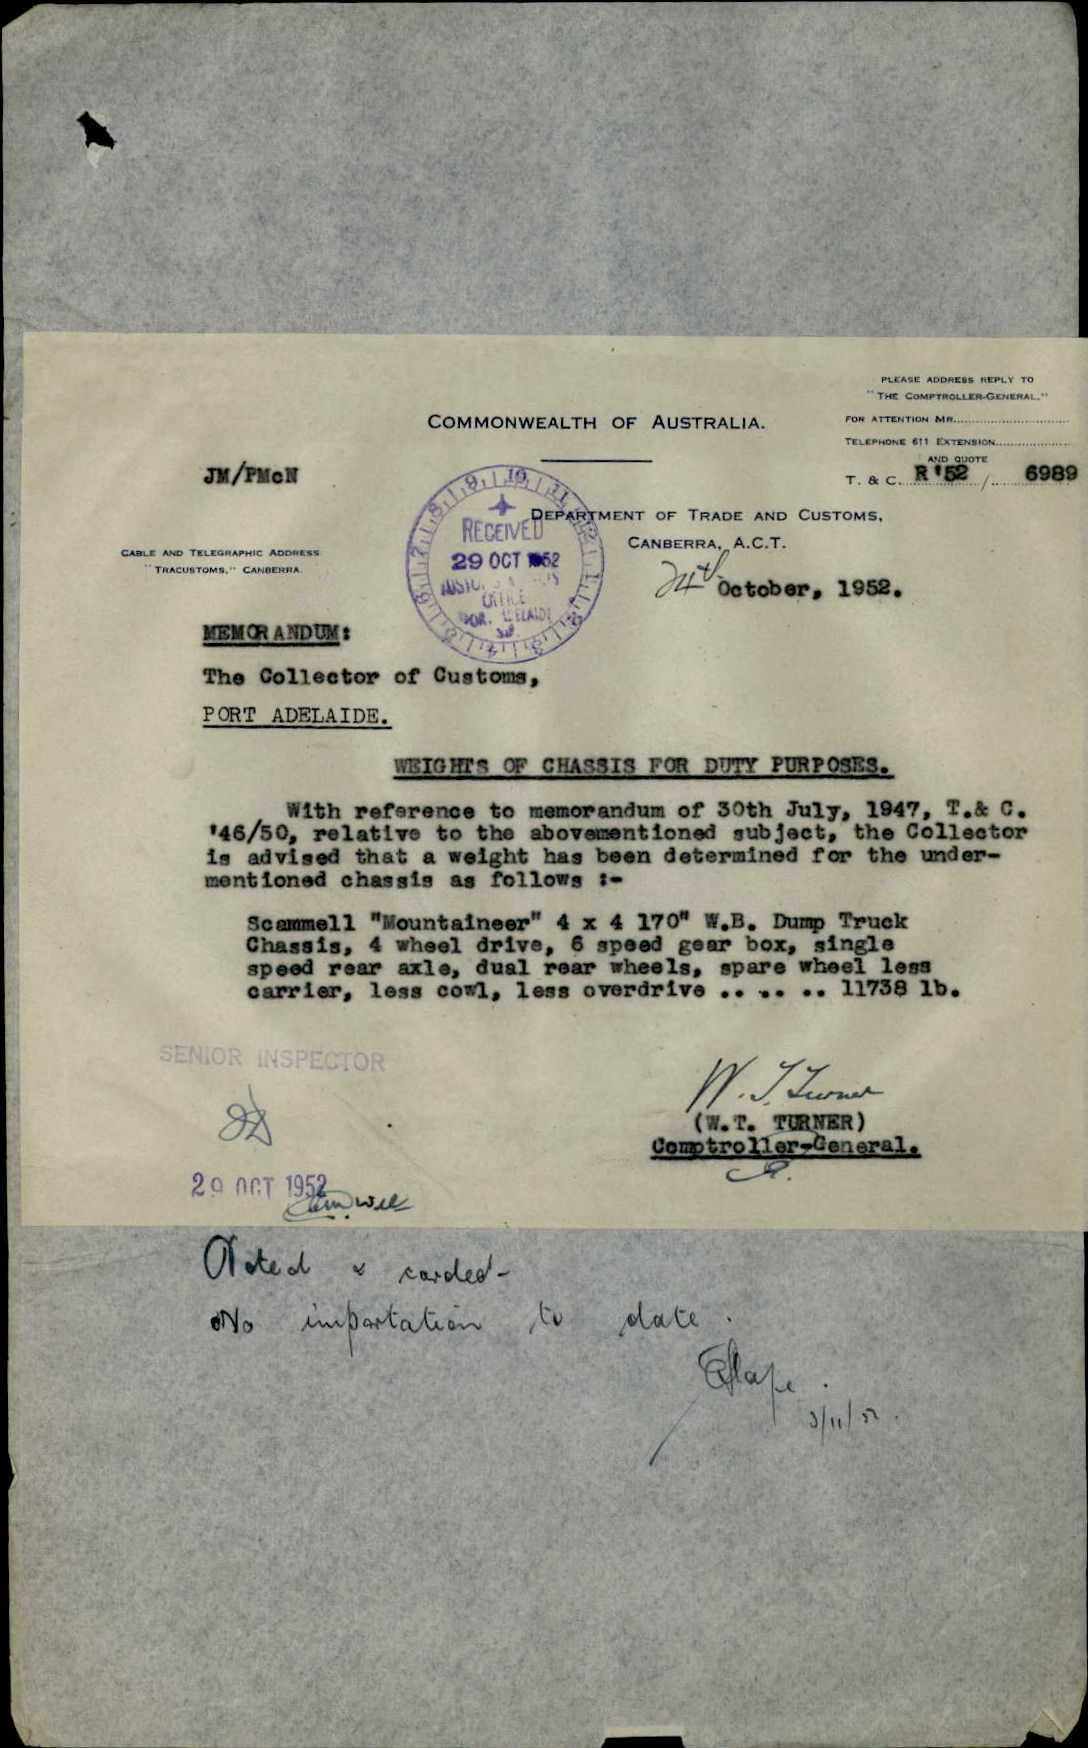 PLEASE ADDRESS REPLY TO
"THE COMPTROLLER-GENERAL."
FOR ATTENTION MR.
TELEPHONE 611 EXTENSION
AND QUOTE
T. & C. R'52 / 6989
COMMONWEALTH OF AUSTRALIA.
JM/PMcN
DEPARTMENT OF TRADE AND CUSTOMS,
CANBERRA, A.C.T.
CABLE AND TELEGRAPHIC ADDRESS
"TRACUSTOMS," CANBERRA.
RECEIVED
29 OCT 1952
OFFICE
24th October, 1952.
MEMORANDUM:
The Collector of Customs,
PORT ADELAIDE.
WEIGHTS OF CHASSIS FOR DUTY PURPOSES.
With reference to memorandum of 30th July, 1947, T.& C.
'46/50, relative to the abovementioned subject, the Collector
is advised that a weight has been determined for the under-
mentioned chassis as follows :-
Scammell "Mountaineer" 4 x 4 170" W.B. Dump Truck
Chassis, 4 wheel drive, 6 speed gear box, single
speed rear axle, dual rear wheels, spare wheel less
carrier, less cowl, less overdrive .. .. .. 11738 lb.
SENIOR INSPECTOR
W. T. Turner
(W.T. TURNER)
Comptroller-General.
29 OCT 1952
Noted & carded -
No importation to date.
3/11/52.